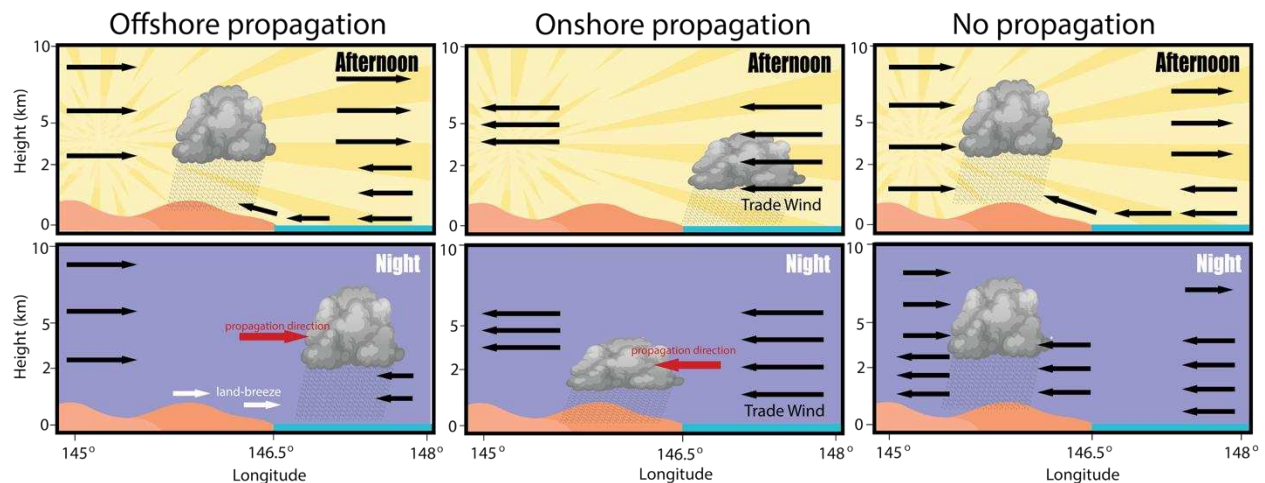 Offshore propagation
Onshore propagation
No propagation
10
Afternoon
Height (km)
5
2
0
10
Afternoon
5
2
0
Trade Wind
10
Afternoon
5
2
0
10
Night
Height (km)
5
2
0
propagation direction
land-breeze
10
Night
5
2
0
propagation direction
Trade Wind
10
Night
5
2
0
145°
146.5°
148°
Longitude
145°
146.5°
148°
Longitude
145°
146.5°
148°
Longitude